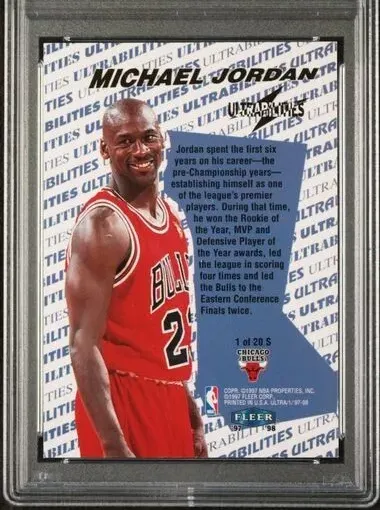 MICHAEL JORDAN
ULTRABILITIES
Jordan spent the first six
years on his career—the
pre-Championship years—
establishing himself as one
of the league's premier
players. During that time,
he won the Rookie of
the Year, MVP and
Defensive Player of
the Year awards, led
the league in scoring
four times and led
the Bulls to the
Eastern Conference
Finals twice.
1 of 20 S
CHICAGO
BULLS
BULLS
2
NBA
COPR. ©1997 NBA PROPERTIES, INC.
©1997 FLEER CORP.
PRINTED IN U.S.A. ULTRA/1/'97-98
FLEER
97 98
ULTRABILITIES